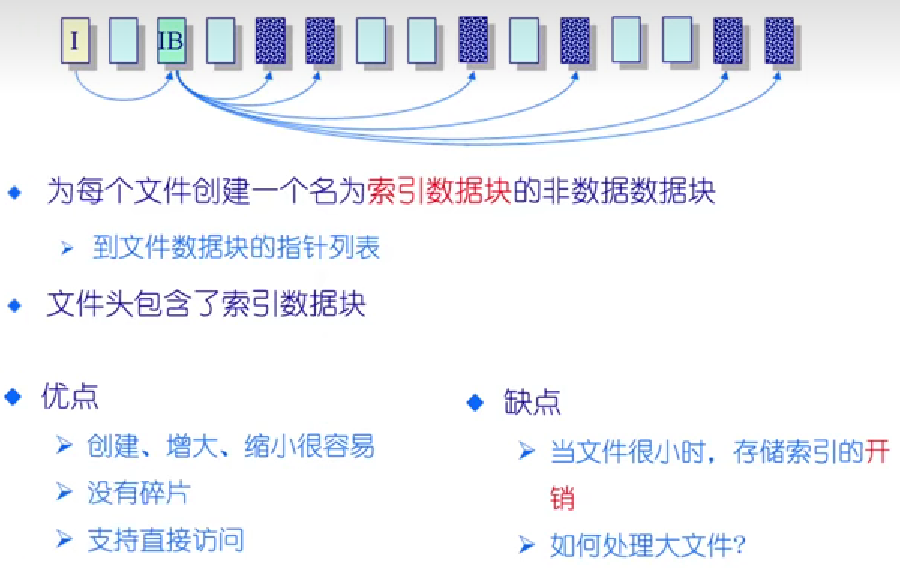 I IB
为每个文件创建一个名为索引数据块的非数据数据块
到文件数据块的指针列表
文件头包含了索引数据块
优点
创建、增大、缩小很容易
没有碎片
支持直接访问
缺点
当文件很小时，存储索引的开
销
如何处理大文件?